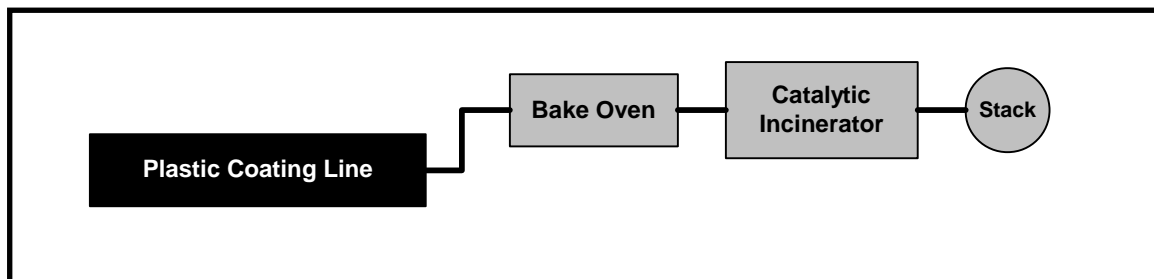 Plastic Coating Line
Bake Oven
Catalytic
Incinerator
Stack